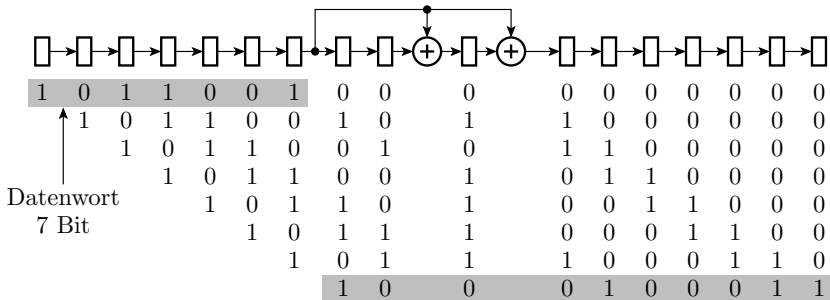 + +
1 0 1 1 0 0 1 0 0 0 0 0 0 0 0 0 0
1 0 1 1 0 0 1 0 1 1 0 0 0 0 0 0
1 0 1 1 0 0 1 0 1 1 0 0 0 0 0
1 0 1 1 0 0 1 0 1 1 0 0 0 0
Datenwort
1 0 1 1 0 1 0 0 1 1 0 0 0
7 Bit
1 0 1 1 1 0 0 0 1 1 0 0
1 0 1 1 1 0 0 0 1 1 0
1 0 0 0 1 0 0 0 1 1